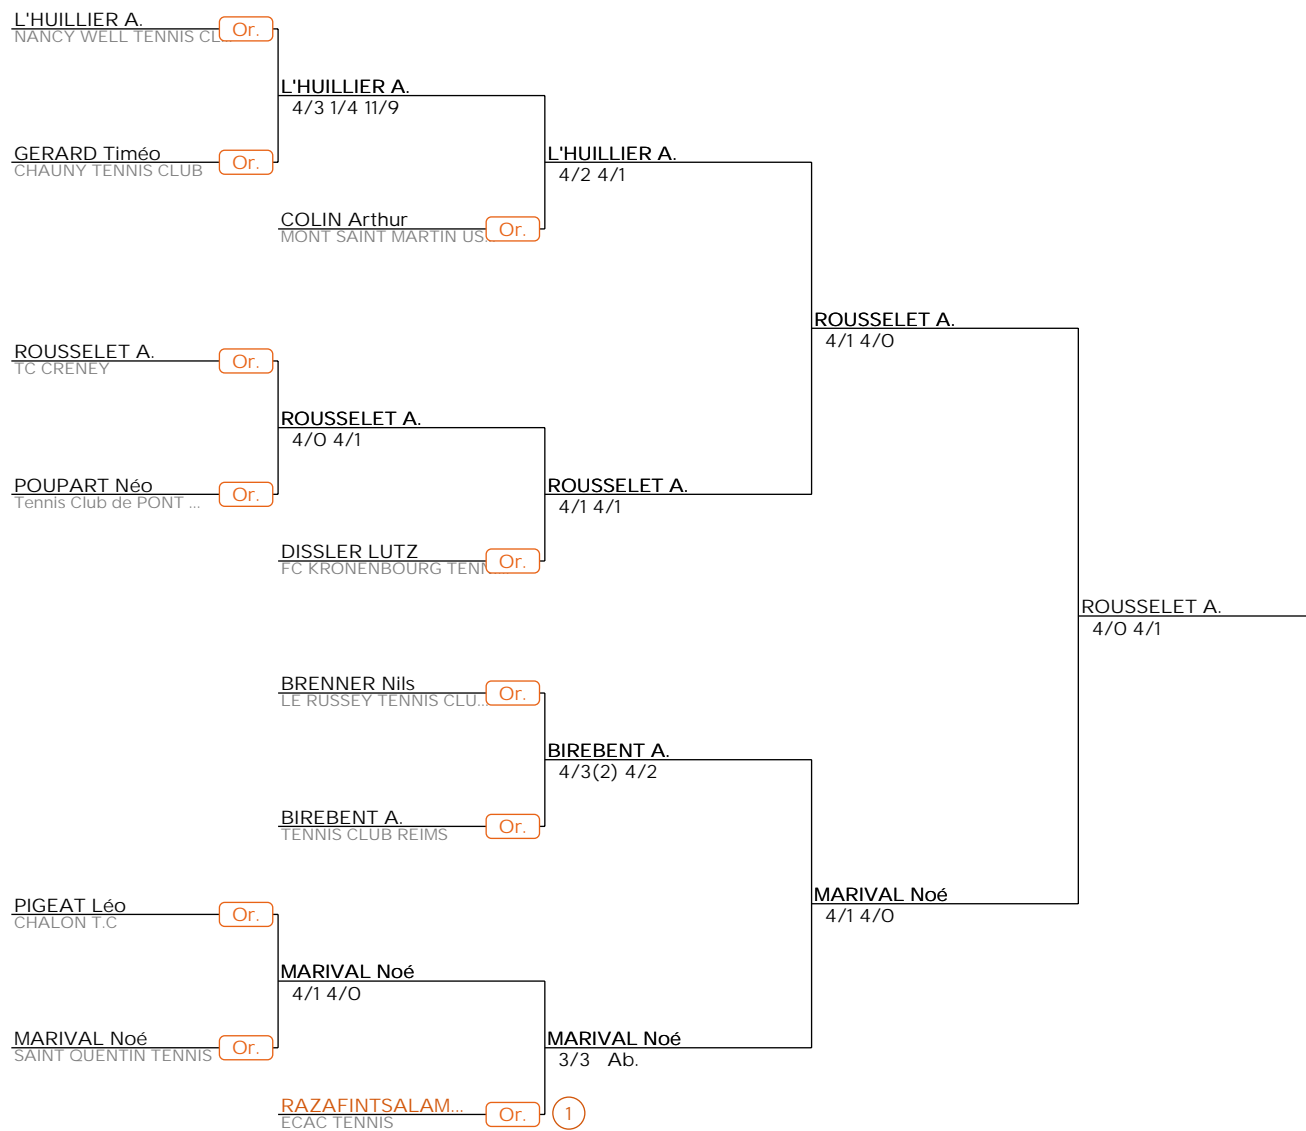 L'HUILLIER A.
NANCY WELL TENNIS CL...
Or.
L'HUILLIER A.
4/3 1/4 11/9
GERARD Timéo
CHAUNY TENNIS CLUB
Or.
L'HUILLIER A.
4/2 4/1
COLIN Arthur
MONT SAINT MARTIN US...
Or.
ROUSSELET A.
4/1 4/0
ROUSSELET A.
TC CRENEY
Or.
ROUSSELET A.
4/0 4/1
POUPART Néo
Tennis Club de PONT ...
Or.
ROUSSELET A.
4/1 4/1
DISSLER LUTZ
FC KRONENBOURG TENN...
Or.
ROUSSELET A.
4/0 4/1
BRENNER Nils
LE RUSSEY TENNIS CLU...
Or.
BIREBENT A.
4/3(2) 4/2
BIREBENT A.
TENNIS CLUB REIMS
Or.
MARIVAL Noé
4/1 4/0
PIGEAT Léo
CHALON T.C
Or.
MARIVAL Noé
4/1 4/0
MARIVAL Noé
SAINT QUENTIN TENNIS
Or.
MARIVAL Noé
3/3 Ab.
RAZAFINTSALAM...
ECAC TENNIS
Or.
1